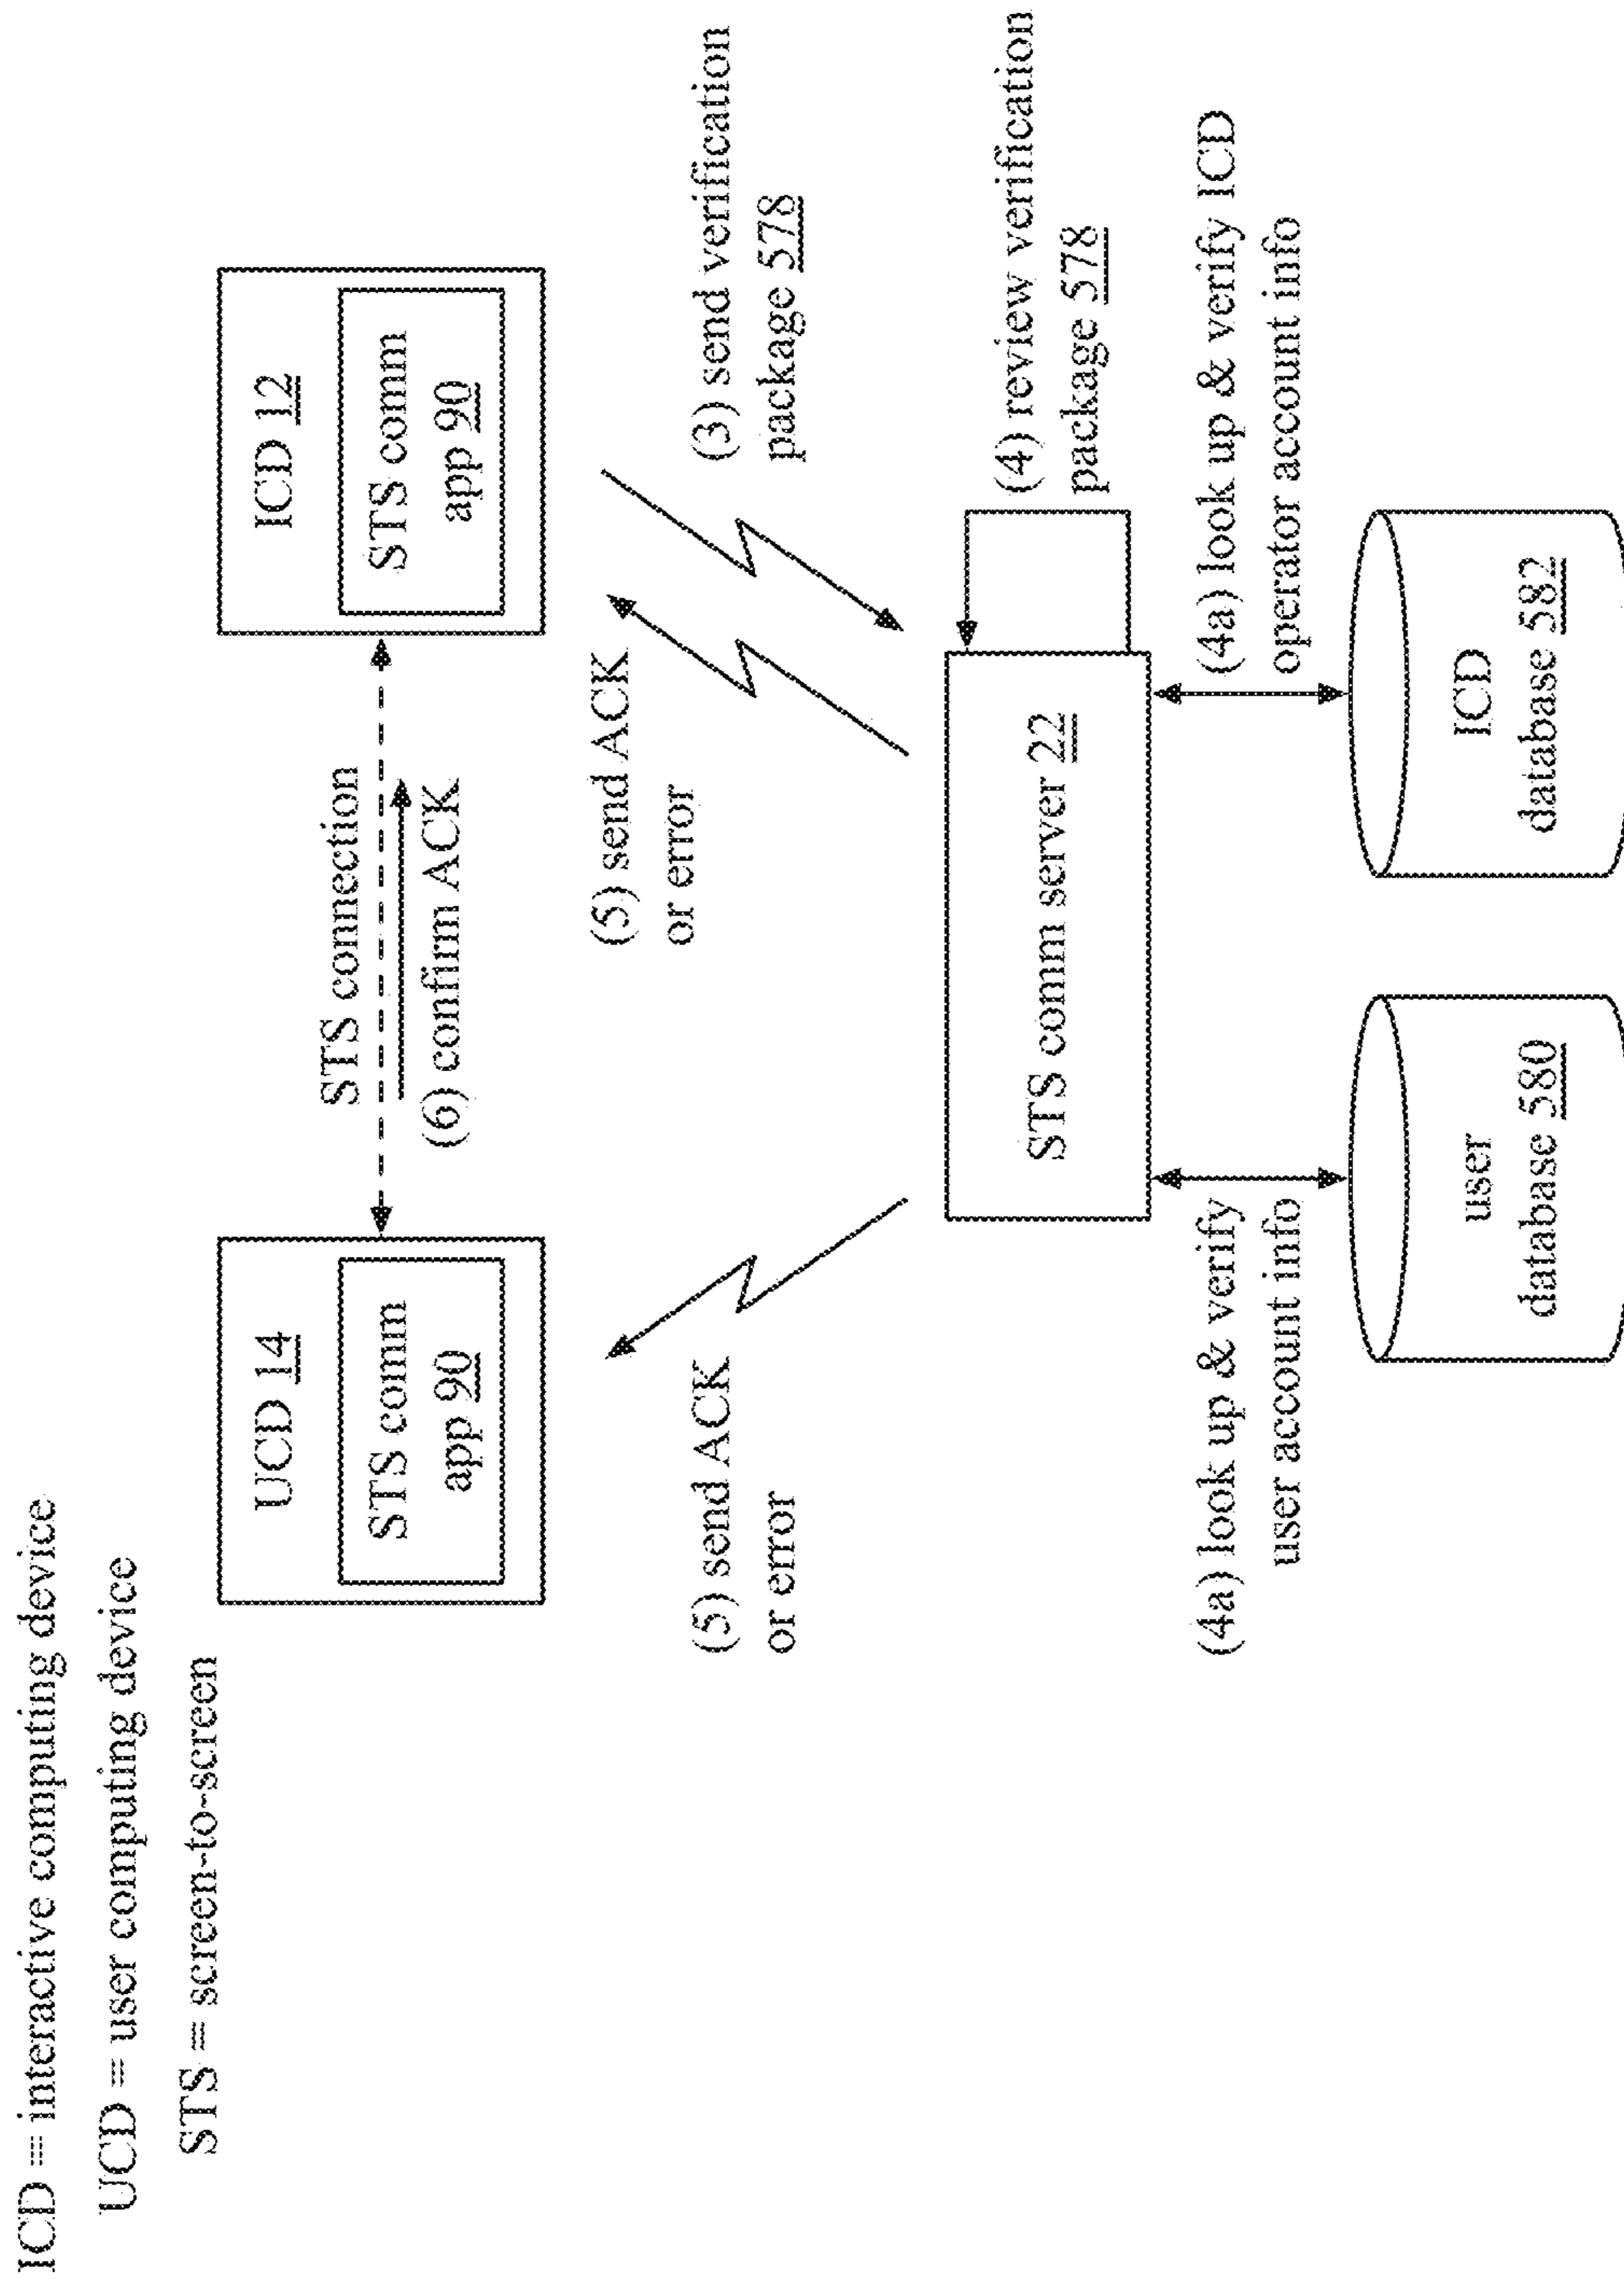 ICD = interactive computing device
UCD = user computing device
STS = screen-to-screen
UCD 14
STS comm
app 90
STS connection
(6) confirm ACK
ICD 12
STS comm
app 90
(5) send ACK
or error
(5) send ACK
or error
(3) send verification
package 578
STS comm server 22
(4) review verification
package 578
(4a) look up & verify
user account info
(4a) look up & verify ICD
operator account info
user
database 580
ICD
database 582